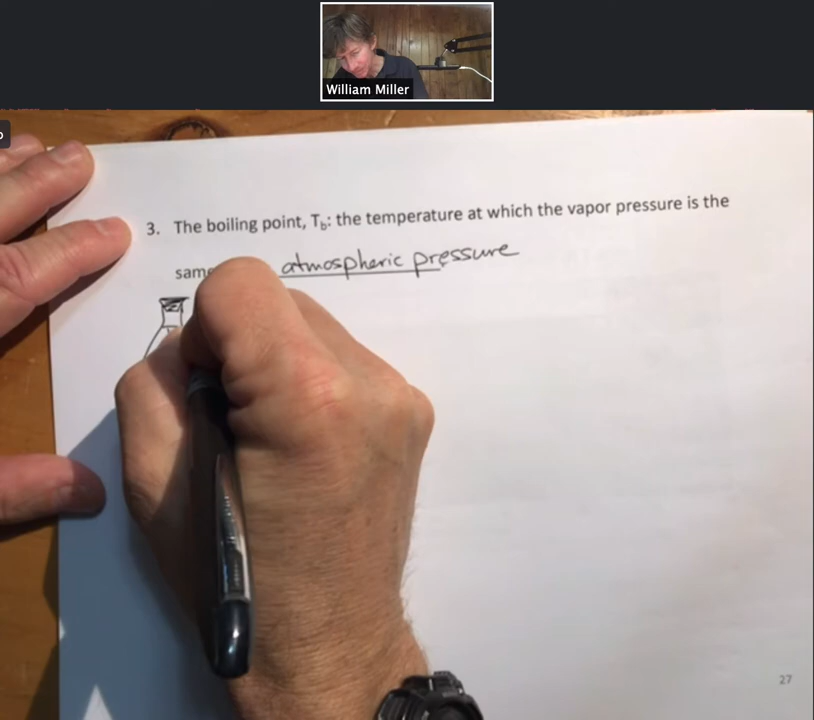 William Miller
3. The boiling point, Tb: the temperature at which the vapor pressure is the
atmospheric pressure
27